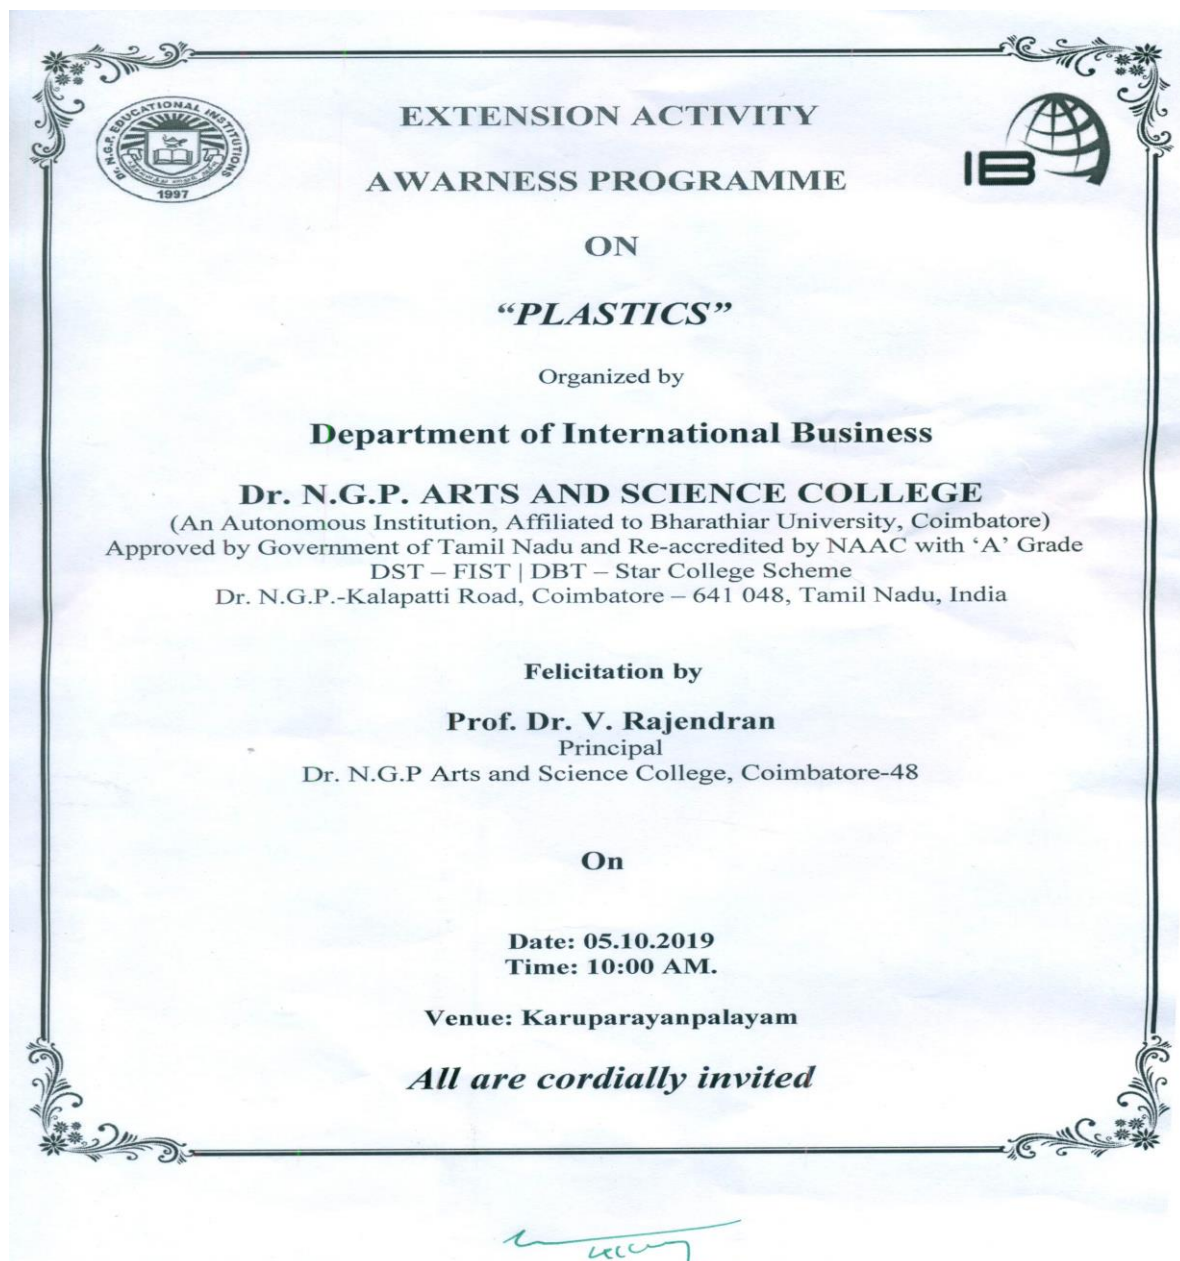 Dr. N.G.P. EDUCATIONAL INSTITUTIONS
1997
IB
EXTENSION ACTIVITY
AWARNESS PROGRAMME
ON
“PLASTICS”
Organized by
Department of International Business
Dr. N.G.P. ARTS AND SCIENCE COLLEGE
(An Autonomous Institution, Affiliated to Bharathiar University, Coimbatore)
Approved by Government of Tamil Nadu and Re-accredited by NAAC with ‘A’ Grade
DST – FIST | DBT – Star College Scheme
Dr. N.G.P.-Kalapatti Road, Coimbatore – 641 048, Tamil Nadu, India
Felicitation by
Prof. Dr. V. Rajendran
Principal
Dr. N.G.P Arts and Science College, Coimbatore-48
On
Date: 05.10.2019
Time: 10:00 AM.
Venue: Karuparayanpalayam
All are cordially invited